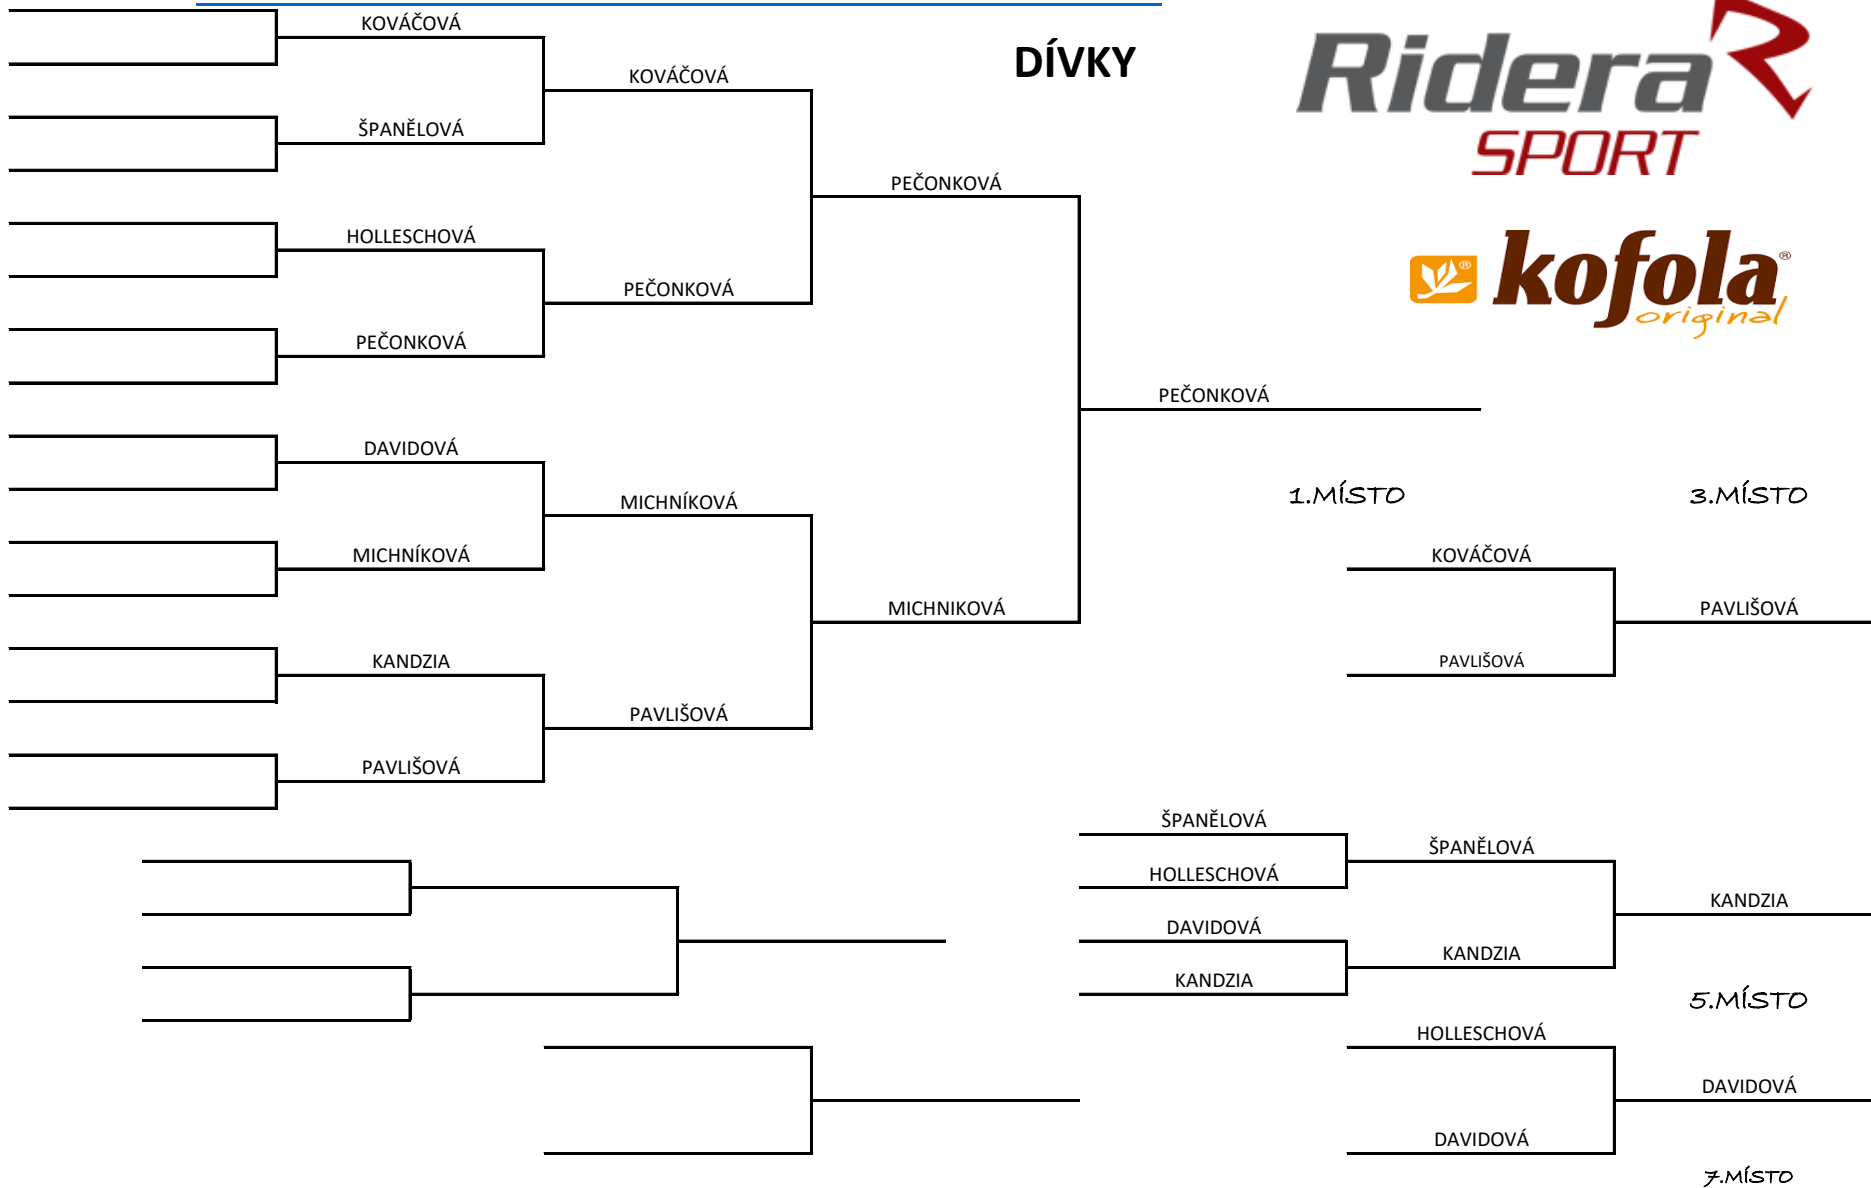 KOVÁČOVÁ
DÍVKY
Ridera
SPORT
KOVÁČOVÁ
ŠPANĚLOVÁ
PEČONKOVÁ
HOLLESCHOVÁ
kofola
original
PEČONKOVÁ
PEČONKOVÁ
PEČONKOVÁ
DAVIDOVÁ
MICHNÍKOVÁ
1.MÍSTO
3.MÍSTO
MICHNÍKOVÁ
KOVÁČOVÁ
MICHNIKOVÁ
PAVLIŠOVÁ
KANDZIA
PAVLIŠOVÁ
PAVLIŠOVÁ
PAVLIŠOVÁ
ŠPANĚLOVÁ
ŠPANĚLOVÁ
HOLLESCHOVÁ
KANDZIA
DAVIDOVÁ
KANDZIA
KANDZIA
5.MÍSTO
HOLLESCHOVÁ
DAVIDOVÁ
DAVIDOVÁ
7.MÍSTO